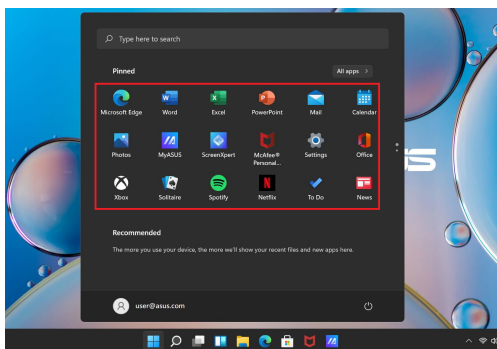 Type here to search
Pinned
All apps >
Microsoft Edge Word Excel PowerPoint Mail Calendar
Photos MyASUS ScreenXpert McAfee® Settings Office
Personal...
Xbox Solitaire Spotify Netflix To Do News
Recommended
The more you use your device, the more we'll show your recent files and new apps here.
user@asus.com